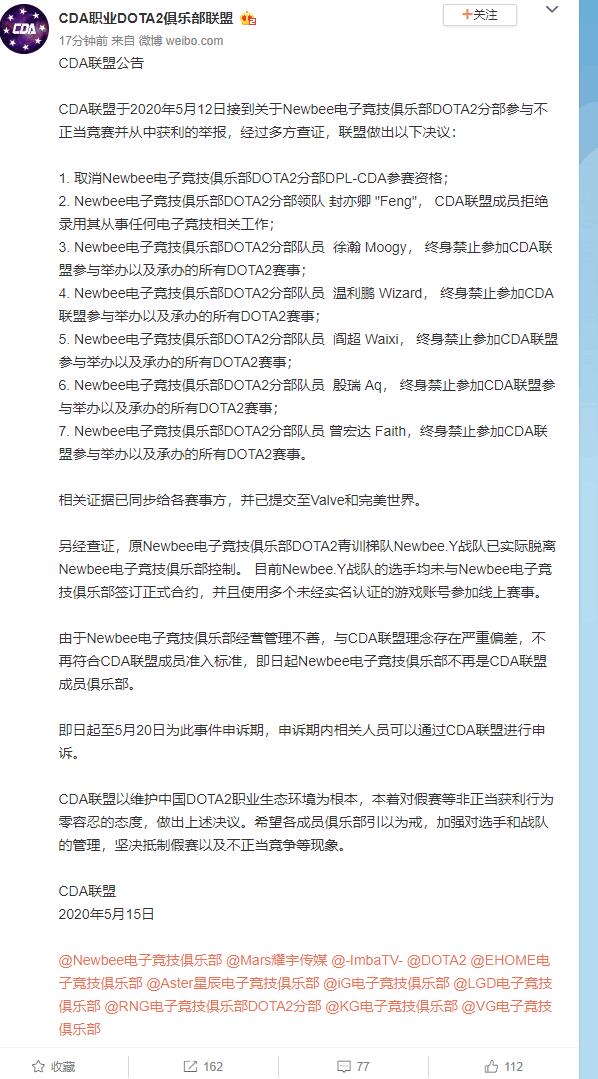 CDA
CDA职业DOTA2俱乐部联盟
+关注
17分钟前 来自 微博 weibo.com
CDA联盟公告
CDA联盟于2020年5月12日接到关于Newbee电子竞技俱乐部DOTA2分部参与不
正当竞赛并从中获利的举报，经过多方查证，联盟做出以下决议：
1. 取消Newbee电子竞技俱乐部DOTA2分部DPL-CDA参赛资格；
2. Newbee电子竞技俱乐部DOTA2分部领队 封亦卿 "Feng"， CDA联盟成员拒绝
录用其从事任何电子竞技相关工作；
3. Newbee电子竞技俱乐部DOTA2分部队员 徐瀚 Moogy， 终身禁止参加CDA联
盟参与举办以及承办的所有DOTA2赛事；
4. Newbee电子竞技俱乐部DOTA2分部队员 温利鹏 Wizard， 终身禁止参加CDA
联盟参与举办以及承办的所有DOTA2赛事；
5. Newbee电子竞技俱乐部DOTA2分部队员 阎超 Waixi， 终身禁止参加CDA联盟
参与举办以及承办的所有DOTA2赛事；
6. Newbee电子竞技俱乐部DOTA2分部队员 殷瑞 Aq， 终身禁止参加CDA联盟参
与举办以及承办的所有DOTA2赛事；
7. Newbee电子竞技俱乐部DOTA2分部队员 曾宏达 Faith，终身禁止参加CDA联
盟参与举办以及承办的所有DOTA2赛事。
相关证据已同步给各赛事方，并已提交至Valve和完美世界。
另经查证，原Newbee电子竞技俱乐部DOTA2青训梯队Newbee.Y战队已实际脱离
Newbee电子竞技俱乐部控制。 目前Newbee.Y战队的选手均未与Newbee电子竞
技俱乐部签订正式合约，并且使用多个未经实名认证的游戏账号参加线上赛事。
由于Newbee电子竞技俱乐部经营管理不善，与CDA联盟理念存在严重偏差，不
再符合CDA联盟成员准入标准，即日起Newbee电子竞技俱乐部不再是CDA联盟
成员俱乐部。
即日起至5月20日为此事件申诉期，申诉期内相关人员可以通过CDA联盟进行申
诉。
CDA联盟以维护中国DOTA2职业生态环境为根本，本着对假赛等非正当获利行为
零容忍的态度，做出上述决议。希望各成员俱乐部引以为戒，加强对选手和战队
的管理，坚决抵制假赛以及不正当竞争等现象。
CDA联盟
2020年5月15日
@Newbee电子竞技俱乐部 @Mars耀宇传媒 @-ImbaTV- @DOTA2 @EHOME电
子竞技俱乐部 @Aster星辰电子竞技俱乐部 @iG电子竞技俱乐部 @LGD电子竞技
俱乐部 @RNG电子竞技俱乐部DOTA2分部 @KG电子竞技俱乐部 @VG电子竞技
俱乐部
收藏 162 77 112